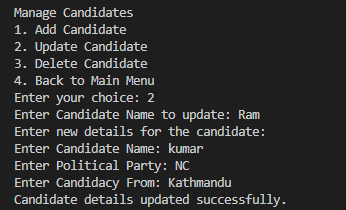 Manage Candidates
1. Add Candidate
2. Update Candidate
3. Delete Candidate
4. Back to Main Menu
Enter your choice: 2
Enter Candidate Name to update: Ram
Enter new details for the candidate:
Enter Candidate Name: kumar
Enter Political Party: NC
Enter Candidacy From: Kathmandu
Candidate details updated successfully.